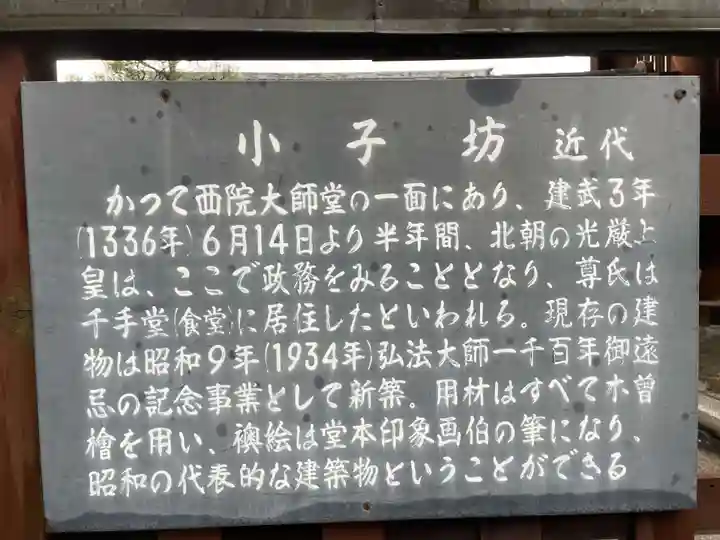 小子坊 近代
かつて西院大師堂の一面にあり、建武3年
(1336年)6月14日より半年間、北朝の光厳上
皇は、ここで政務をみることとなり、尊氏は
千手堂(食堂)に居住したといわれる。現存の建
物は昭和9年(1934年)弘法大師一千百年御遠
忌の記念事業として新築。用材はすべて木曽
檜を用い、襖絵は堂本印象画伯の筆になり、
昭和の代表的な建築物ということができる